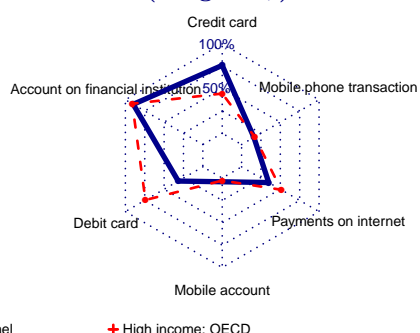 Credit card
100%
Account on financial institution
50%
Mobile phone transaction
Debit card
Payments on internet
Mobile account
High income: OECD